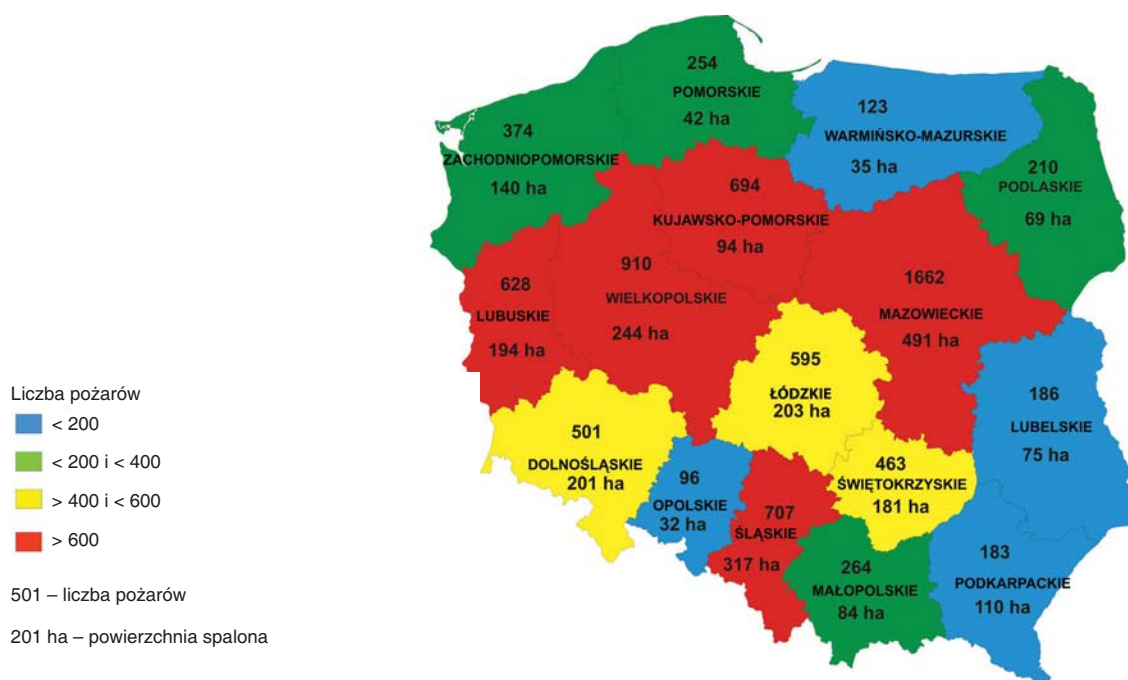 254
POMORSKIE
42 ha
123
WARMIŃSKO-MAZURSKIE
35 ha
374
ZACHODNIOPOMORSKIE
140 ha
210
PODLASKIE
69 ha
694
KUJAWSKO-POMORSKIE
94 ha
628
LUBUSKIE
194 ha
910
WIELKOPOLSKIE
244 ha
1662
MAZOWIECKIE
491 ha
595
ŁÓDZKIE
203 ha
186
LUBELSKIE
75 ha
501
DOLNOŚLĄSKIE
201 ha
96
OPOLSKIE
32 ha
707
ŚLĄSKIE
317 ha
463
ŚWIĘTOKRZYSKIE
181 ha
264
MAŁOPOLSKIE
84 ha
183
PODKARPACKIE
110 ha
Liczba pożarów
< 200
< 200 i < 400
> 400 i < 600
> 600
501 – liczba pożarów
201 ha – powierzchnia spalona